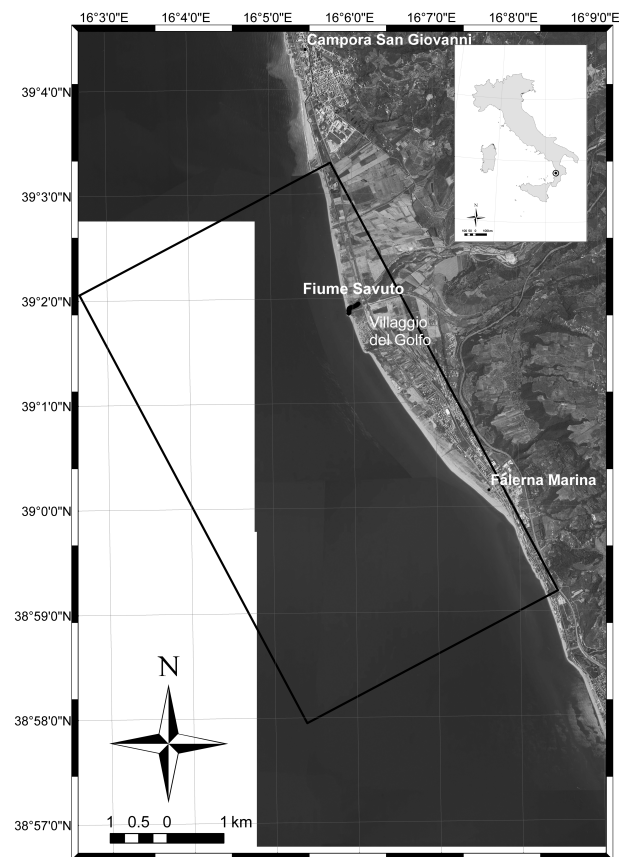 16°3'0"E 16°4'0"E 16°5'0"E 16°6'0"E 16°7'0"E 16°8'0"E 16°9'0"E
Campora San Giovanni
39°4'0"N
39°3'0"N
N
Fiume Savuto
39°2'0"N
Villaggio
del Golfo
39°1'0"N
Falerna Marina
39°0'0"N
38°59'0"N
N
38°58'0"N
1 0.5 0 1 km
38°57'0"N